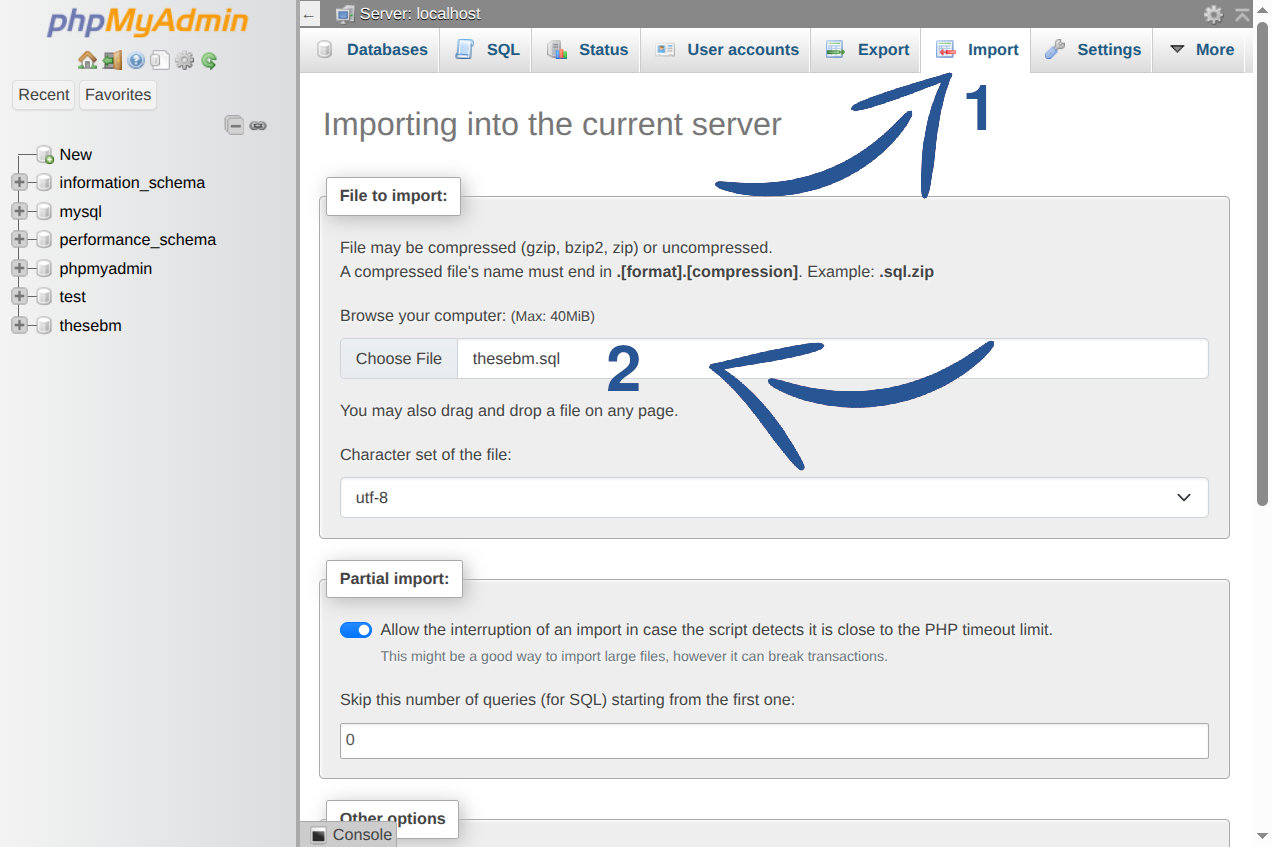 phpMyAdmin
Recent Favorites
New
information_schema
mysql
performance_schema
phpmyadmin
test
thesebm
Server: localhost
Databases SQL Status User accounts Export Import Settings More
1
Importing into the current server
File to import:
File may be compressed (gzip, bzip2, zip) or uncompressed.
A compressed file's name must end in .[format].[compression]. Example: .sql.zip
Browse your computer: (Max: 40MiB)
Choose File thesebm.sql 2
You may also drag and drop a file on any page.
Character set of the file:
utf-8
Partial import:
Allow the interruption of an import in case the script detects it is close to the PHP timeout limit.
This might be a good way to import large files, however it can break transactions.
Skip this number of queries (for SQL) starting from the first one:
0
Other options
Console